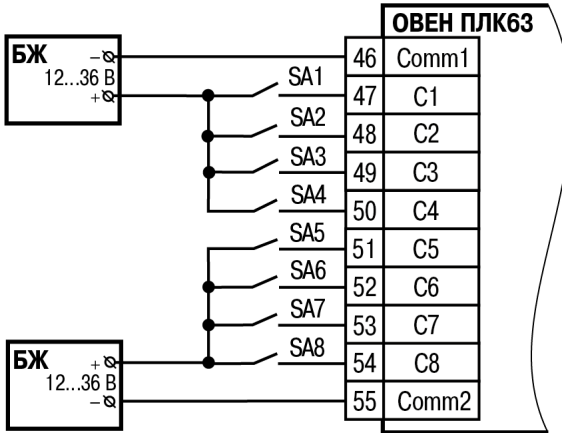 ОВЕН ПЛК63
БЖ
12...36 В
–
+
46 Comm1
SA1 47 C1
SA2 48 C2
SA3 49 C3
SA4 50 C4
SA5 51 C5
SA6 52 C6
SA7 53 C7
SA8 54 C8
55 Comm2
БЖ
12...36 В
+
–